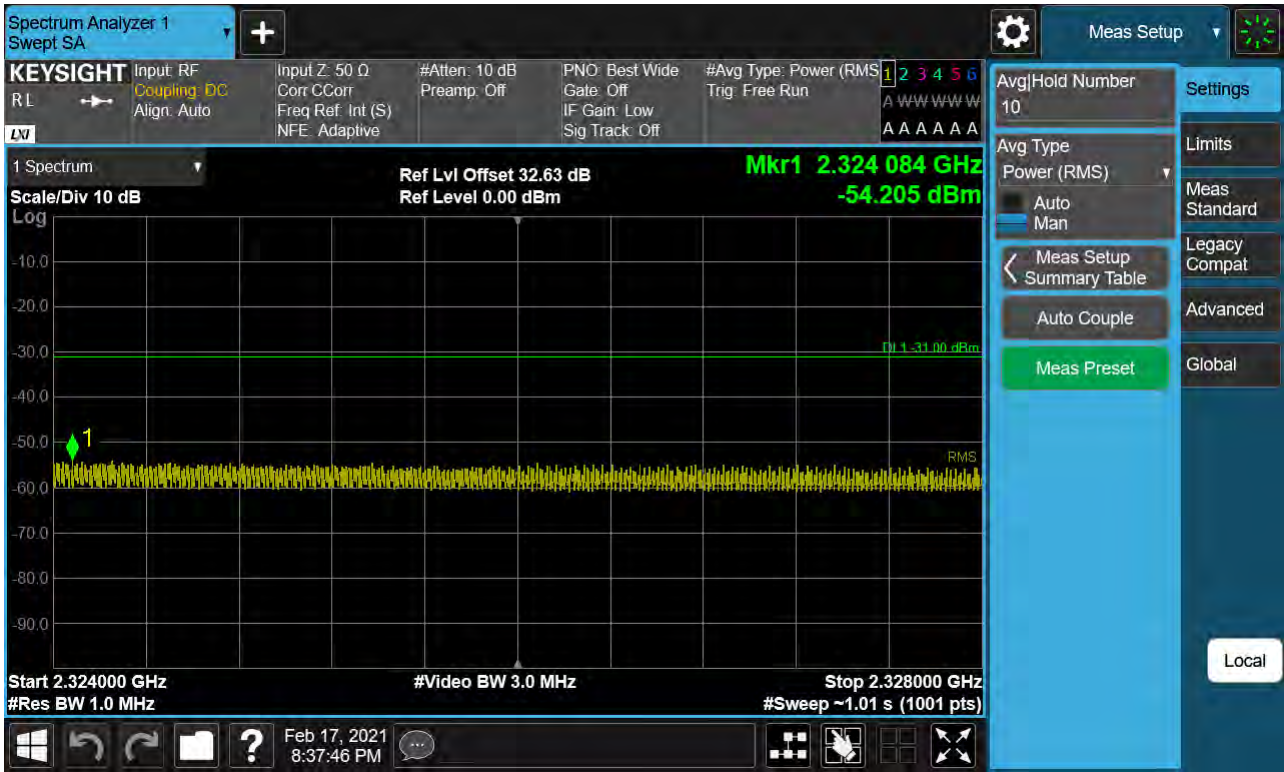 Spectrum Analyzer 1
Swept SA
Meas Setup
KEYSIGHT
R L
LXI
Input: RF
Coupling: DC
Align: Auto
Input Z: 50 Ω
Corr CCorr
Freq Ref: Int (S)
NFE: Adaptive
#Atten: 10 dB
Preamp: Off
PNO: Best Wide
Gate: Off
IF Gain: Low
Sig Track: Off
#Avg Type: Power (RMS
Trig: Free Run
1 2 3 4 5 6
A W W W W W
A A A A A A
1 Spectrum
Scale/Div 10 dB
Log
Ref Lvl Offset 32.63 dB
Ref Level 0.00 dBm
Mkr1 2.324 084 GHz
-54.205 dBm
-10.0
-20.0
-30.0
DL1 -31.00 dBm
-40.0
-50.0
1
RMS
-60.0
-70.0
-80.0
-90.0
Start 2.324000 GHz
#Video BW 3.0 MHz
Stop 2.328000 GHz
#Res BW 1.0 MHz
#Sweep ~1.01 s (1001 pts)
Avg|Hold Number
10
Avg Type
Power (RMS)
Auto
Man
Meas Setup
Summary Table
Auto Couple
Meas Preset
Settings
Limits
Meas
Standard
Legacy
Compat
Advanced
Global
Local
?
Feb 17, 2021
8:37:46 PM